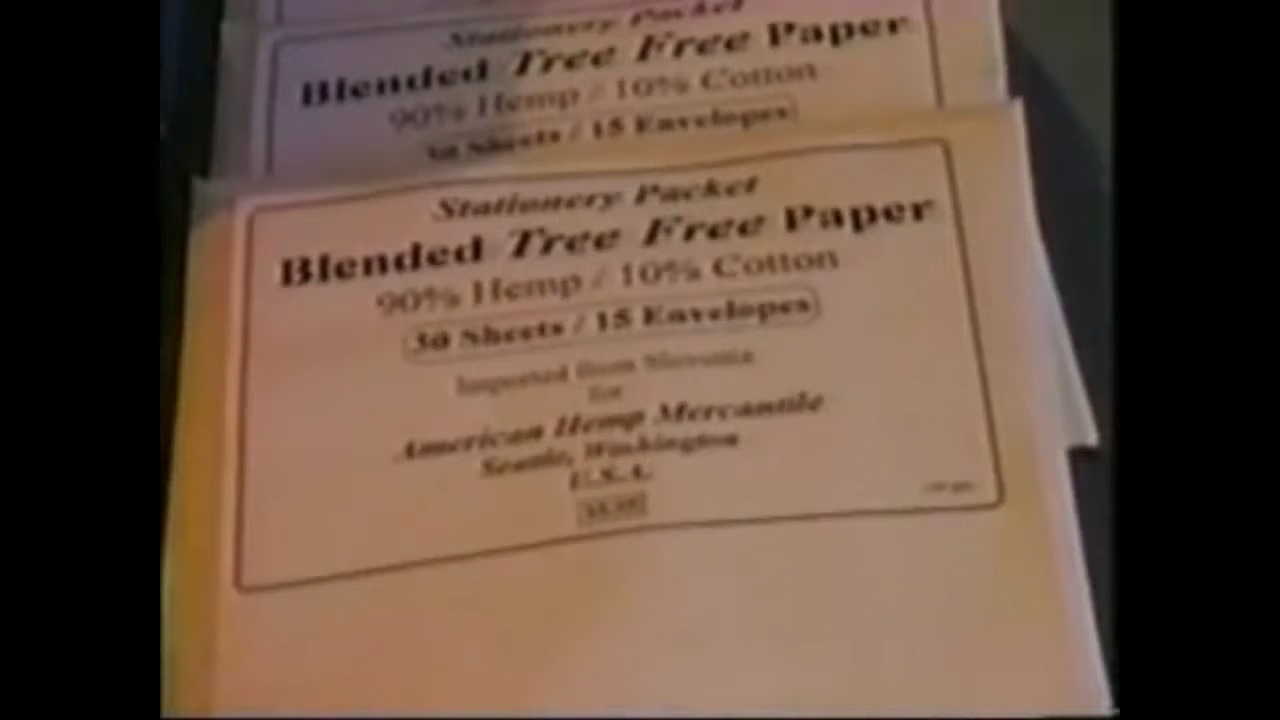 Stationery Packet
Blended Tree Free Paper
90% Hemp / 10% Cotton
30 Sheets / 15 Envelopes
Stationery Packet
Blended Tree Free Paper
90% Hemp / 10% Cotton
30 Sheets / 15 Envelopes
Imported from Slovenia
for
American Hemp Mercantile
Seattle, Washington
U.S.A.